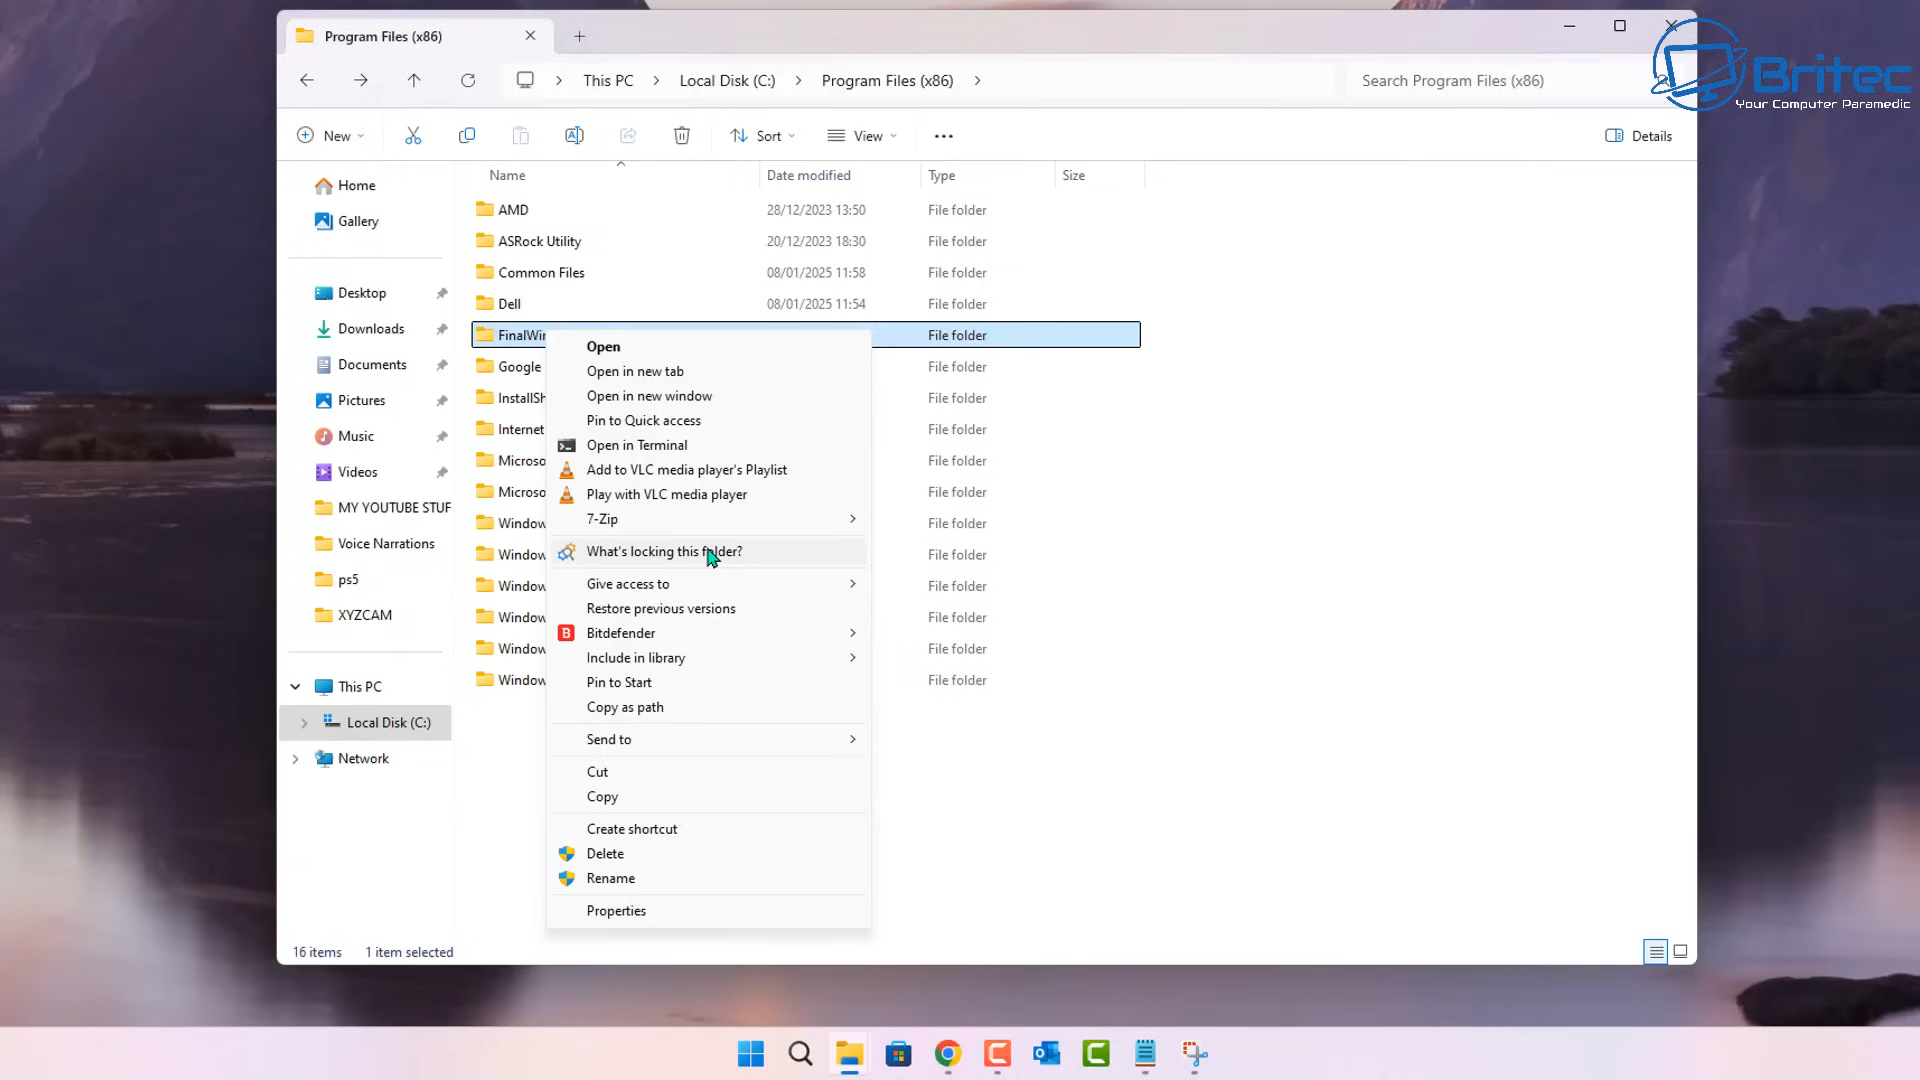 Program Files (x86)
Britec
Your Computer Paramedic
This PC
Local Disk (C:)
Program Files (x86)
Search Program Files (x86)
New
Sort
View
Details
Name
Date modified
Type
Size
Home
Gallery
Desktop
Downloads
Documents
Pictures
Music
Videos
MY YOUTUBE STUF
Voice Narrations
ps5
XYZCAM
This PC
Local Disk (C:)
Network
AMD 28/12/2023 13:50 File folder
ASRock Utility 20/12/2023 18:30 File folder
Common Files 08/01/2025 11:58 File folder
Dell 08/01/2025 11:54 File folder
FinalWir File folder
Google File folder
InstallSh File folder
Internet File folder
Microso File folder
Microso File folder
Window File folder
Window File folder
Window File folder
Window File folder
Window File folder
Window File folder
Open
Open in new tab
Open in new window
Pin to Quick access
Open in Terminal
Add to VLC media player's Playlist
Play with VLC media player
7-Zip
What's locking this folder?
Give access to
Restore previous versions
B Bitdefender
Include in library
Pin to Start
Copy as path
Send to
Cut
Copy
Create shortcut
Delete
Rename
Properties
16 items 1 item selected